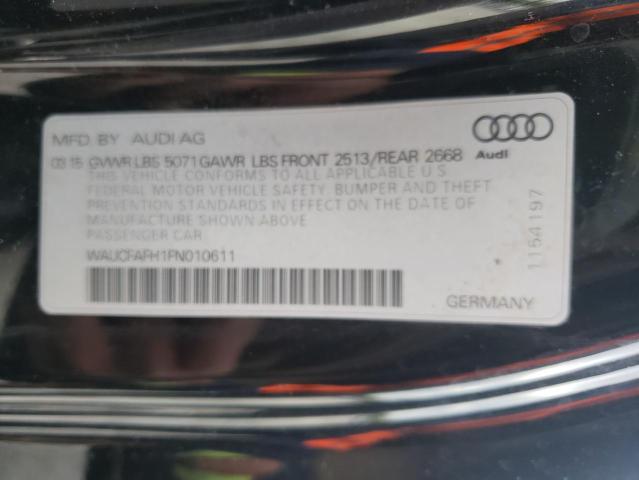 MFD. BY AUDI AG
03 15 GVWR LBS 5071 GAWR LBS FRONT 2513/REAR 2668
THIS VEHICLE CONFORMS TO ALL APPLICABLE U S
FEDERAL MOTOR VEHICLE SAFETY, BUMPER AND THEFT
PREVENTION STANDARDS IN EFFECT ON THE DATE OF
MANUFACTURE SHOWN ABOVE
PASSENGER CAR
WAUCFAFH1FN010611
Audi
1154197
GERMANY